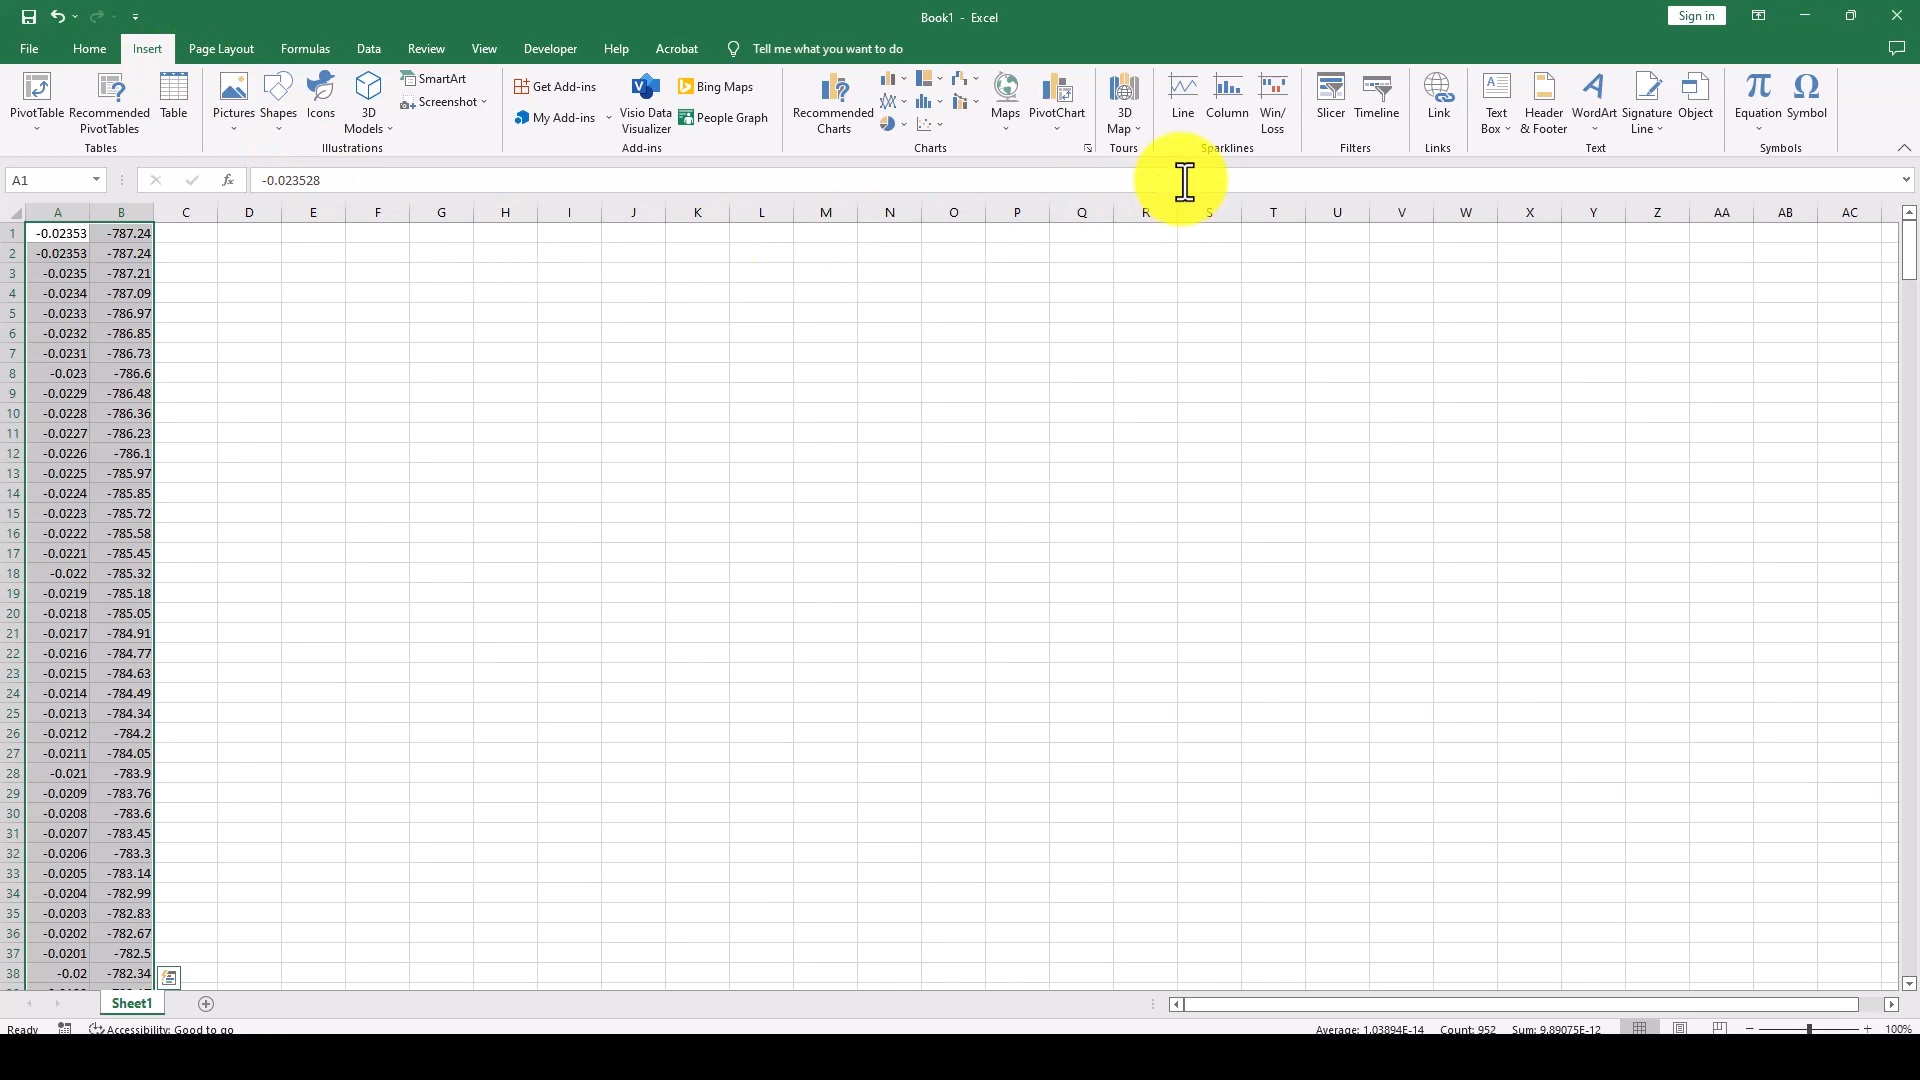 Book1 - Excel
Sign in
File Home Insert Page Layout Formulas Data Review View Developer Help Acrobat Tell me what you want to do
PivotTable Recommended PivotTables Table
Tables
Pictures Shapes Icons 3D Models SmartArt Screenshot
Illustrations
Get Add-ins My Add-ins Visio Data Visualizer Bing Maps People Graph
Add-ins
Recommended Charts Maps PivotChart
Charts
3D Map
Tours
Line Column Win/ Loss
Sparklines
Slicer Timeline
Filters
Link
Links
Text Box Header & Footer WordArt Signature Line Object
Text
Equation Symbol
Symbols
A1 fx -0.023528
A B C D E F G H I J K L M N O P Q R S T U V W X Y Z AA AB AC
1 -0.02353 -787.24
2 -0.02353 -787.24
3 -0.0235 -787.21
4 -0.0234 -787.09
5 -0.0233 -786.97
6 -0.0232 -786.85
7 -0.0231 -786.73
8 -0.023 -786.6
9 -0.0229 -786.48
10 -0.0228 -786.36
11 -0.0227 -786.23
12 -0.0226 -786.1
13 -0.0225 -785.97
14 -0.0224 -785.85
15 -0.0223 -785.72
16 -0.0222 -785.58
17 -0.0221 -785.45
18 -0.022 -785.32
19 -0.0219 -785.18
20 -0.0218 -785.05
21 -0.0217 -784.91
22 -0.0216 -784.77
23 -0.0215 -784.63
24 -0.0214 -784.49
25 -0.0213 -784.34
26 -0.0212 -784.2
27 -0.0211 -784.05
28 -0.021 -783.9
29 -0.0209 -783.76
30 -0.0208 -783.6
31 -0.0207 -783.45
32 -0.0206 -783.3
33 -0.0205 -783.14
34 -0.0204 -782.99
35 -0.0203 -782.83
36 -0.0202 -782.67
37 -0.0201 -782.5
38 -0.02 -782.34
Sheet1
Ready Accessibility: Good to go Average: 1.03894E-14 Count: 952 Sum: 9.89075E-12 100%